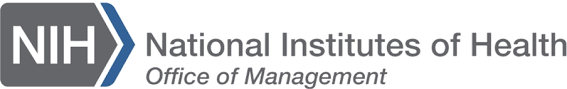 NIH National Institutes of Health
Office of Management